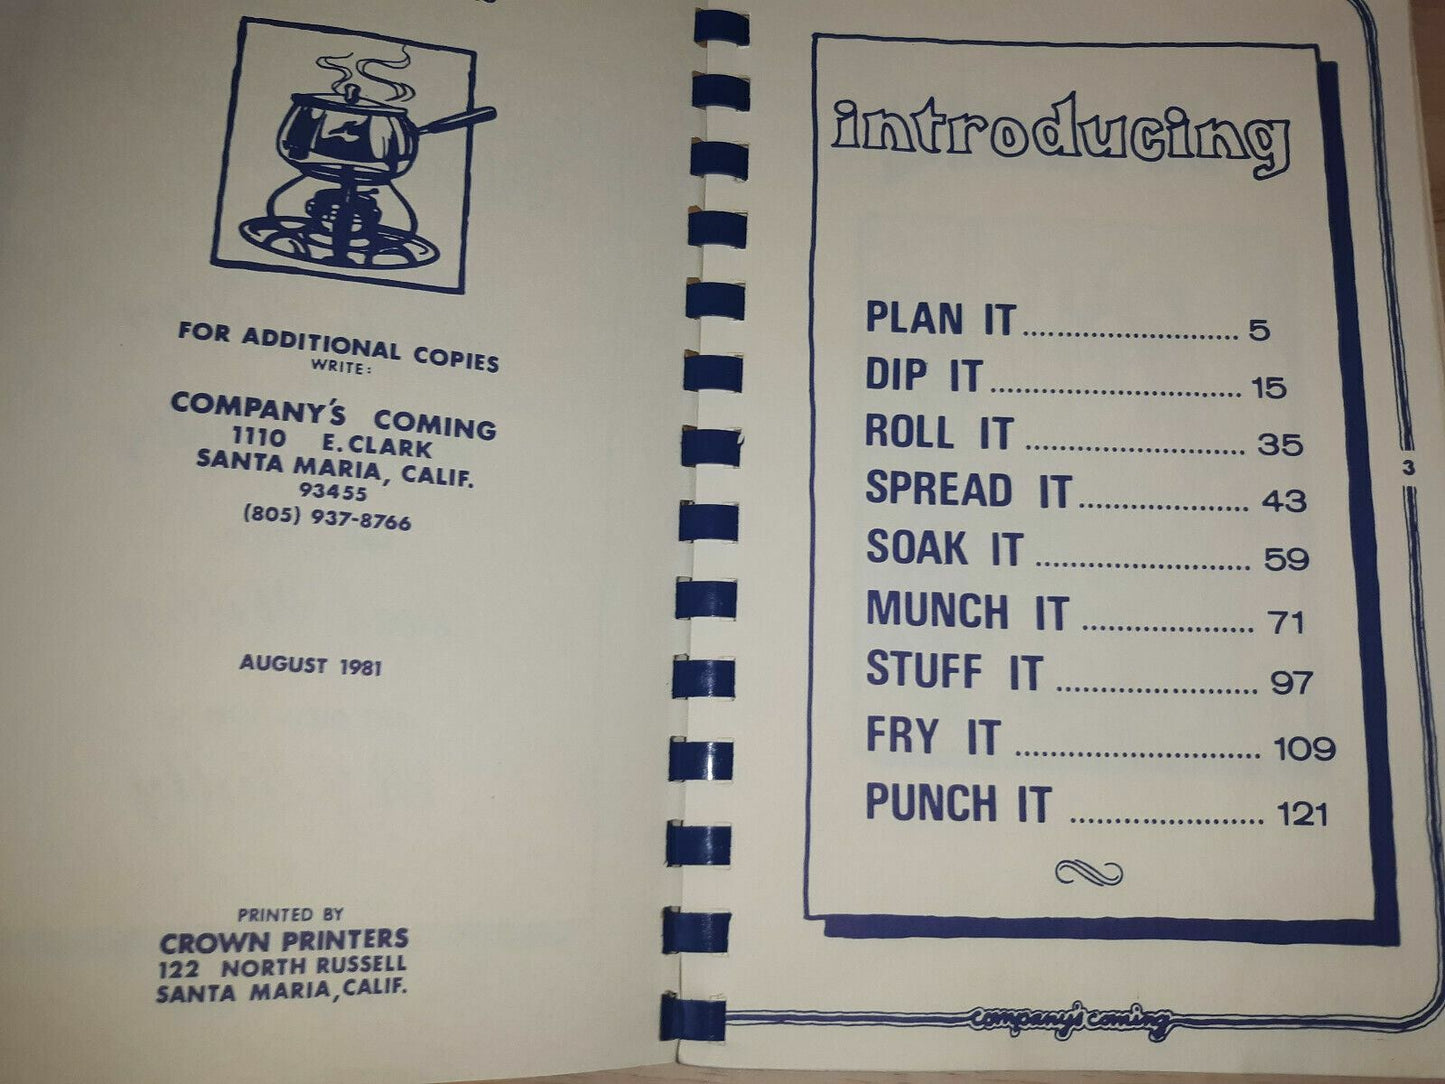 FOR ADDITIONAL COPIES
WRITE:
COMPANY'S COMING
1110 E. CLARK
SANTA MARIA, CALIF.
93455
(805) 937-8766
AUGUST 1981
PRINTED BY
CROWN PRINTERS
122 NORTH RUSSELL
SANTA MARIA, CALIF.
introducing
PLAN IT ........................ 5
DIP IT ............................ 15
ROLL IT ........................ 35
SPREAD IT ................... 43
SOAK IT ........................ 59
MUNCH IT .................... 71
STUFF IT ....................... 97
FRY IT ............................ 109
PUNCH IT ...................... 121
3
company's coming